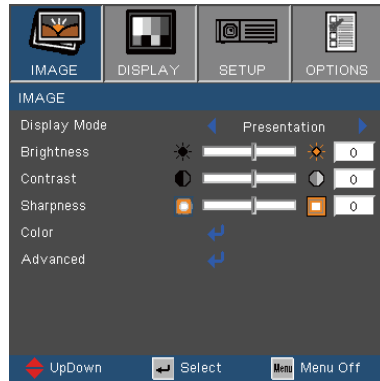 IMAGE DISPLAY SETUP OPTIONS
IMAGE
Display Mode Presentation
Brightness 0
Contrast 0
Sharpness 0
Color
Advanced
UpDown Select Menu Menu Off